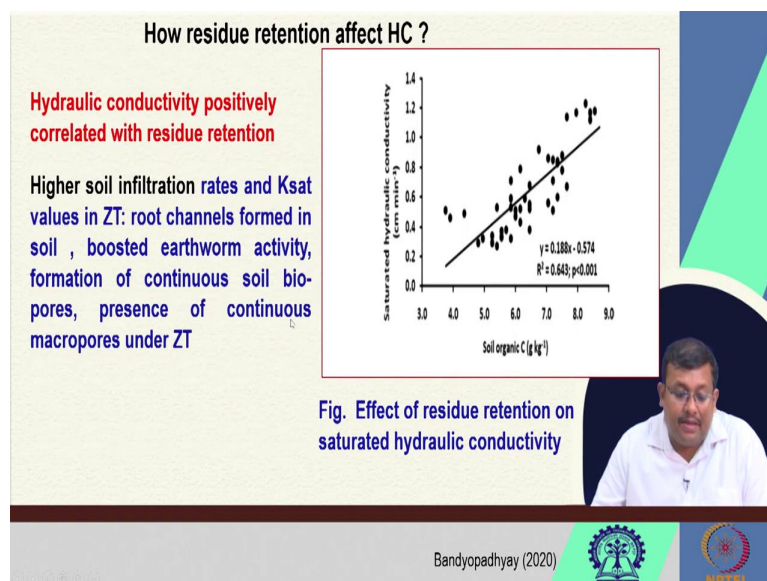 How residue retention affect HC ?
Hydraulic conductivity positively
correlated with residue retention
Higher soil infiltration rates and Ksat
values in ZT: root channels formed in
soil , boosted earthworm activity,
formation of continuous soil bio-
pores, presence of continuous
macropores under ZT
Saturated hydraulic conductivity
(cm min⁻¹)
1.4
1.2
1.0
0.8
0.6
0.4
0.2
0.0
y = 0.188x - 0.574
R² = 0.643; p<0.001
3.0 4.0 5.0 6.0 7.0 8.0 9.0
Soil organic C (g kg⁻¹)
Fig. Effect of residue retention on
saturated hydraulic conductivity
Bandyopadhyay (2020)
NPTEL